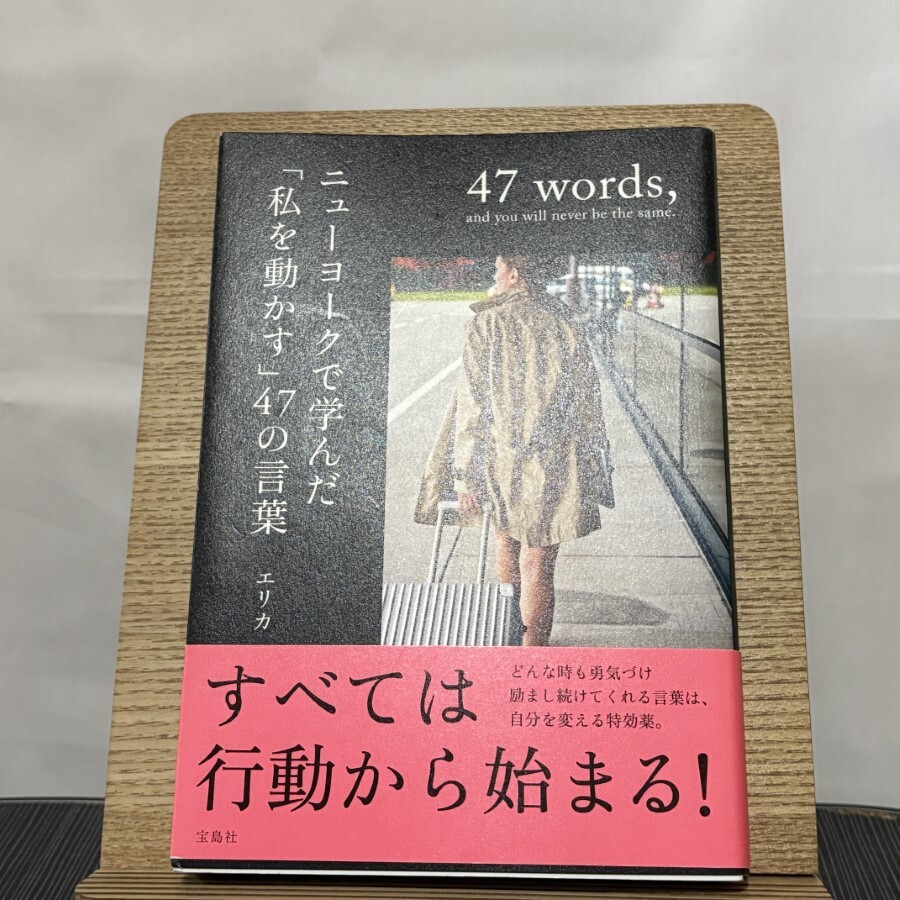 47 words,
and you will never be the same.
ニューヨークで学んだ
「私を動かす」47の言葉
エリカ
すべては
行動から始まる!
どんな時も勇気づけ
励まし続けてくれる言葉は、
自分を変える特効薬。
宝島社